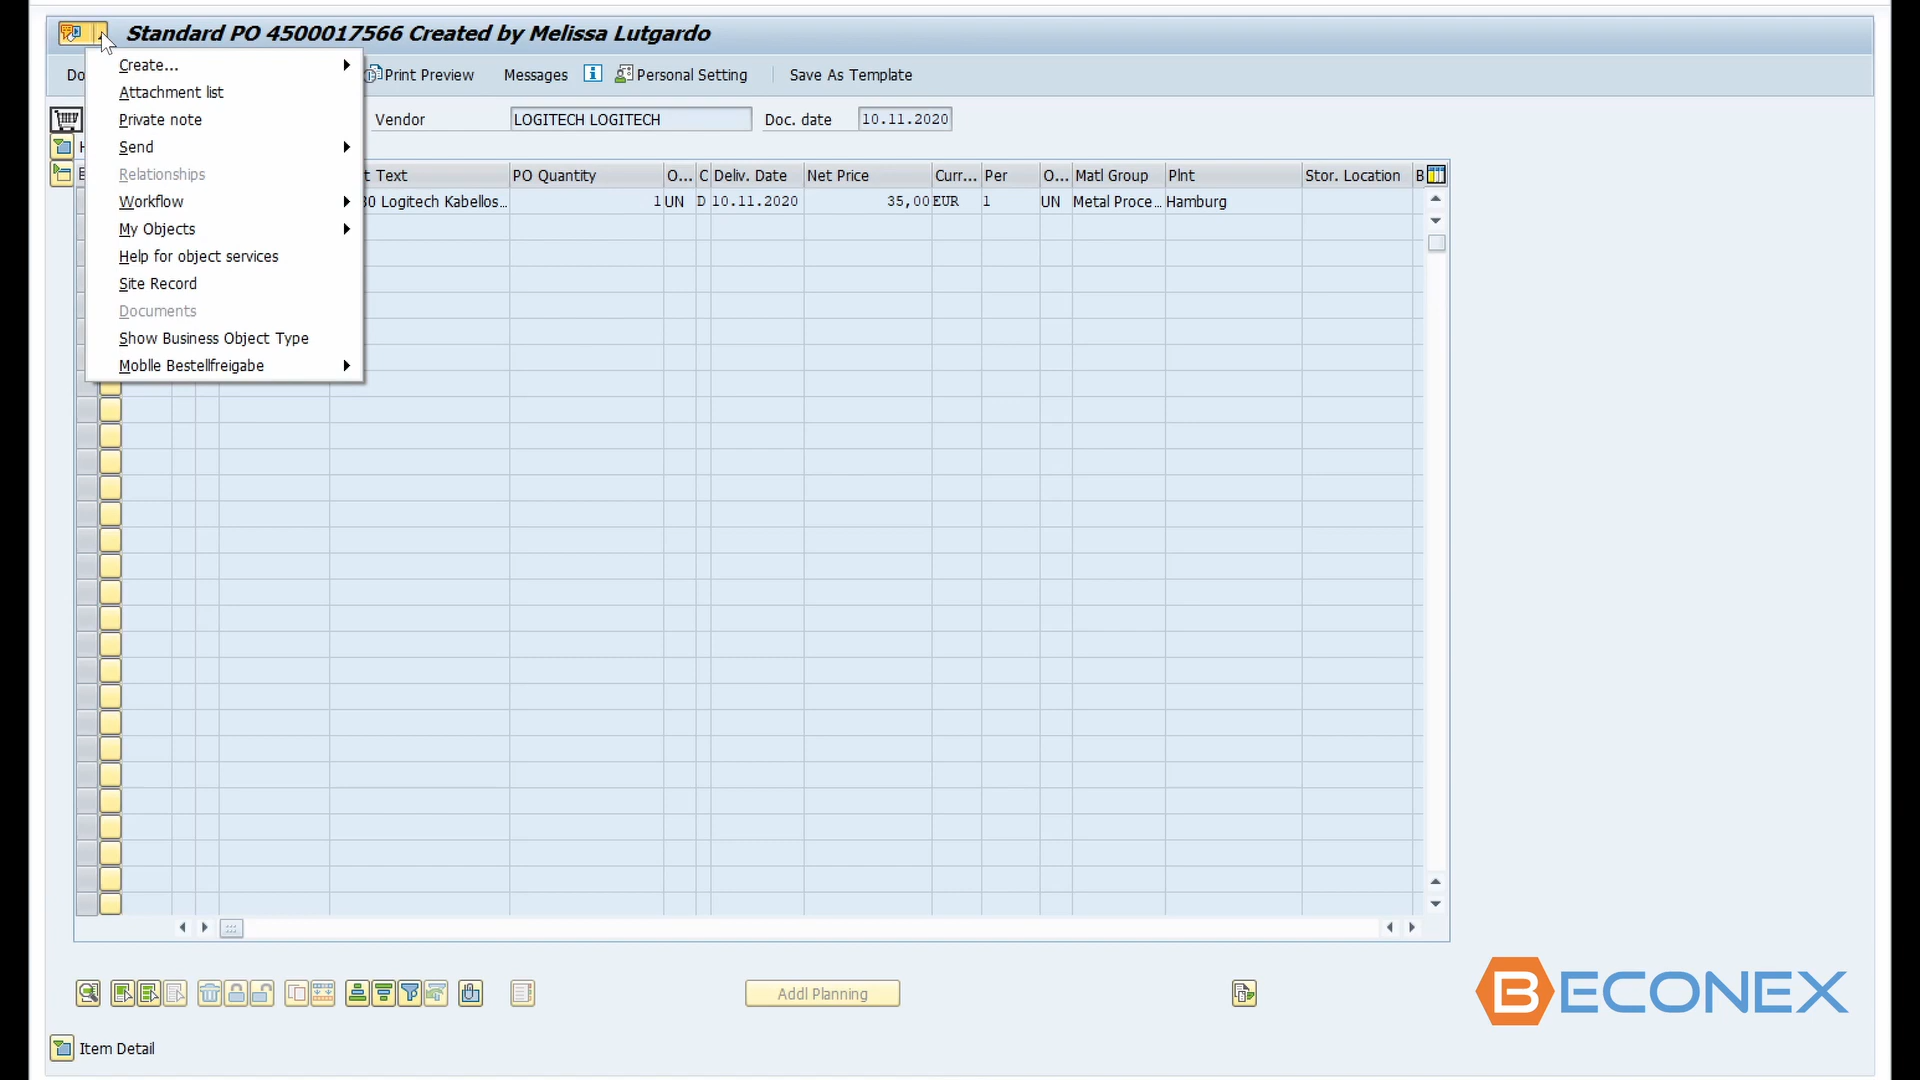 Standard PO 4500017566 Created by Melissa Lutgardo
Do
Print Preview
Messages
Personal Setting
Save As Template
Create...
Attachment list
Private note
Send
Relationships
Workflow
My Objects
Help for object services
Site Record
Documents
Show Business Object Type
Moblle Bestellfreigabe
Vendor
LOGITECH LOGITECH
Doc. date
10.11.2020
t Text PO Quantity O... C Deliv. Date Net Price Curr... Per O... Matl Group Plnt Stor. Location B
30 Logitech Kabellos... 1 UN D 10.11.2020 35,00 EUR 1 UN Metal Proce... Hamburg
Addl Planning
BECONEX
Item Detail